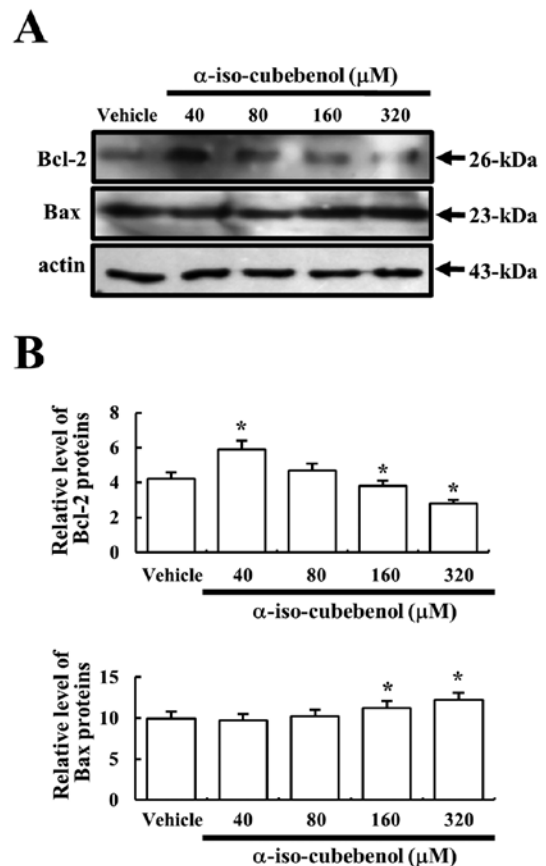 A
α-iso-cubebenol (μM)
Vehicle 40 80 160 320
Bcl-2 26-kDa
Bax 23-kDa
actin 43-kDa
B
Relative level of
Bcl-2 proteins
8
6
4
2
0
*
*
*
Vehicle 40 80 160 320
α-iso-cubebenol (μM)
Relative level of
Bax proteins
15
10
5
0
*
*
Vehicle 40 80 160 320
α-iso-cubebenol (μM)